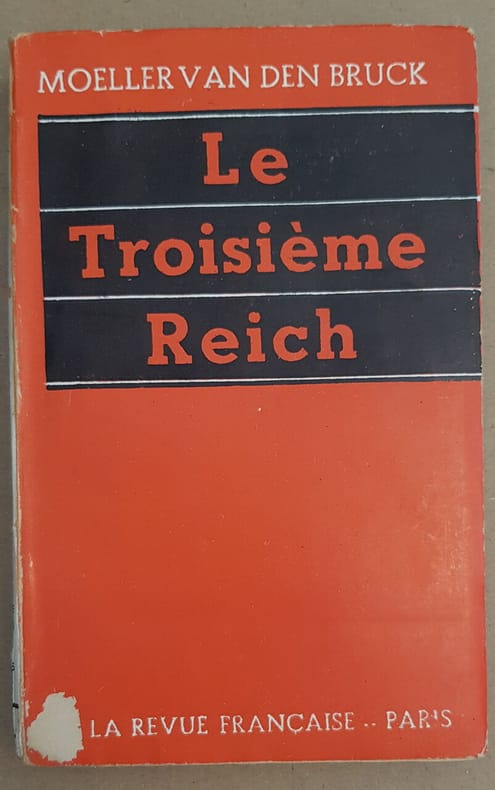 MOELLER VAN DEN BRUCK
Le
Troisième
Reich
LA REVUE FRANÇAISE .. PARIS